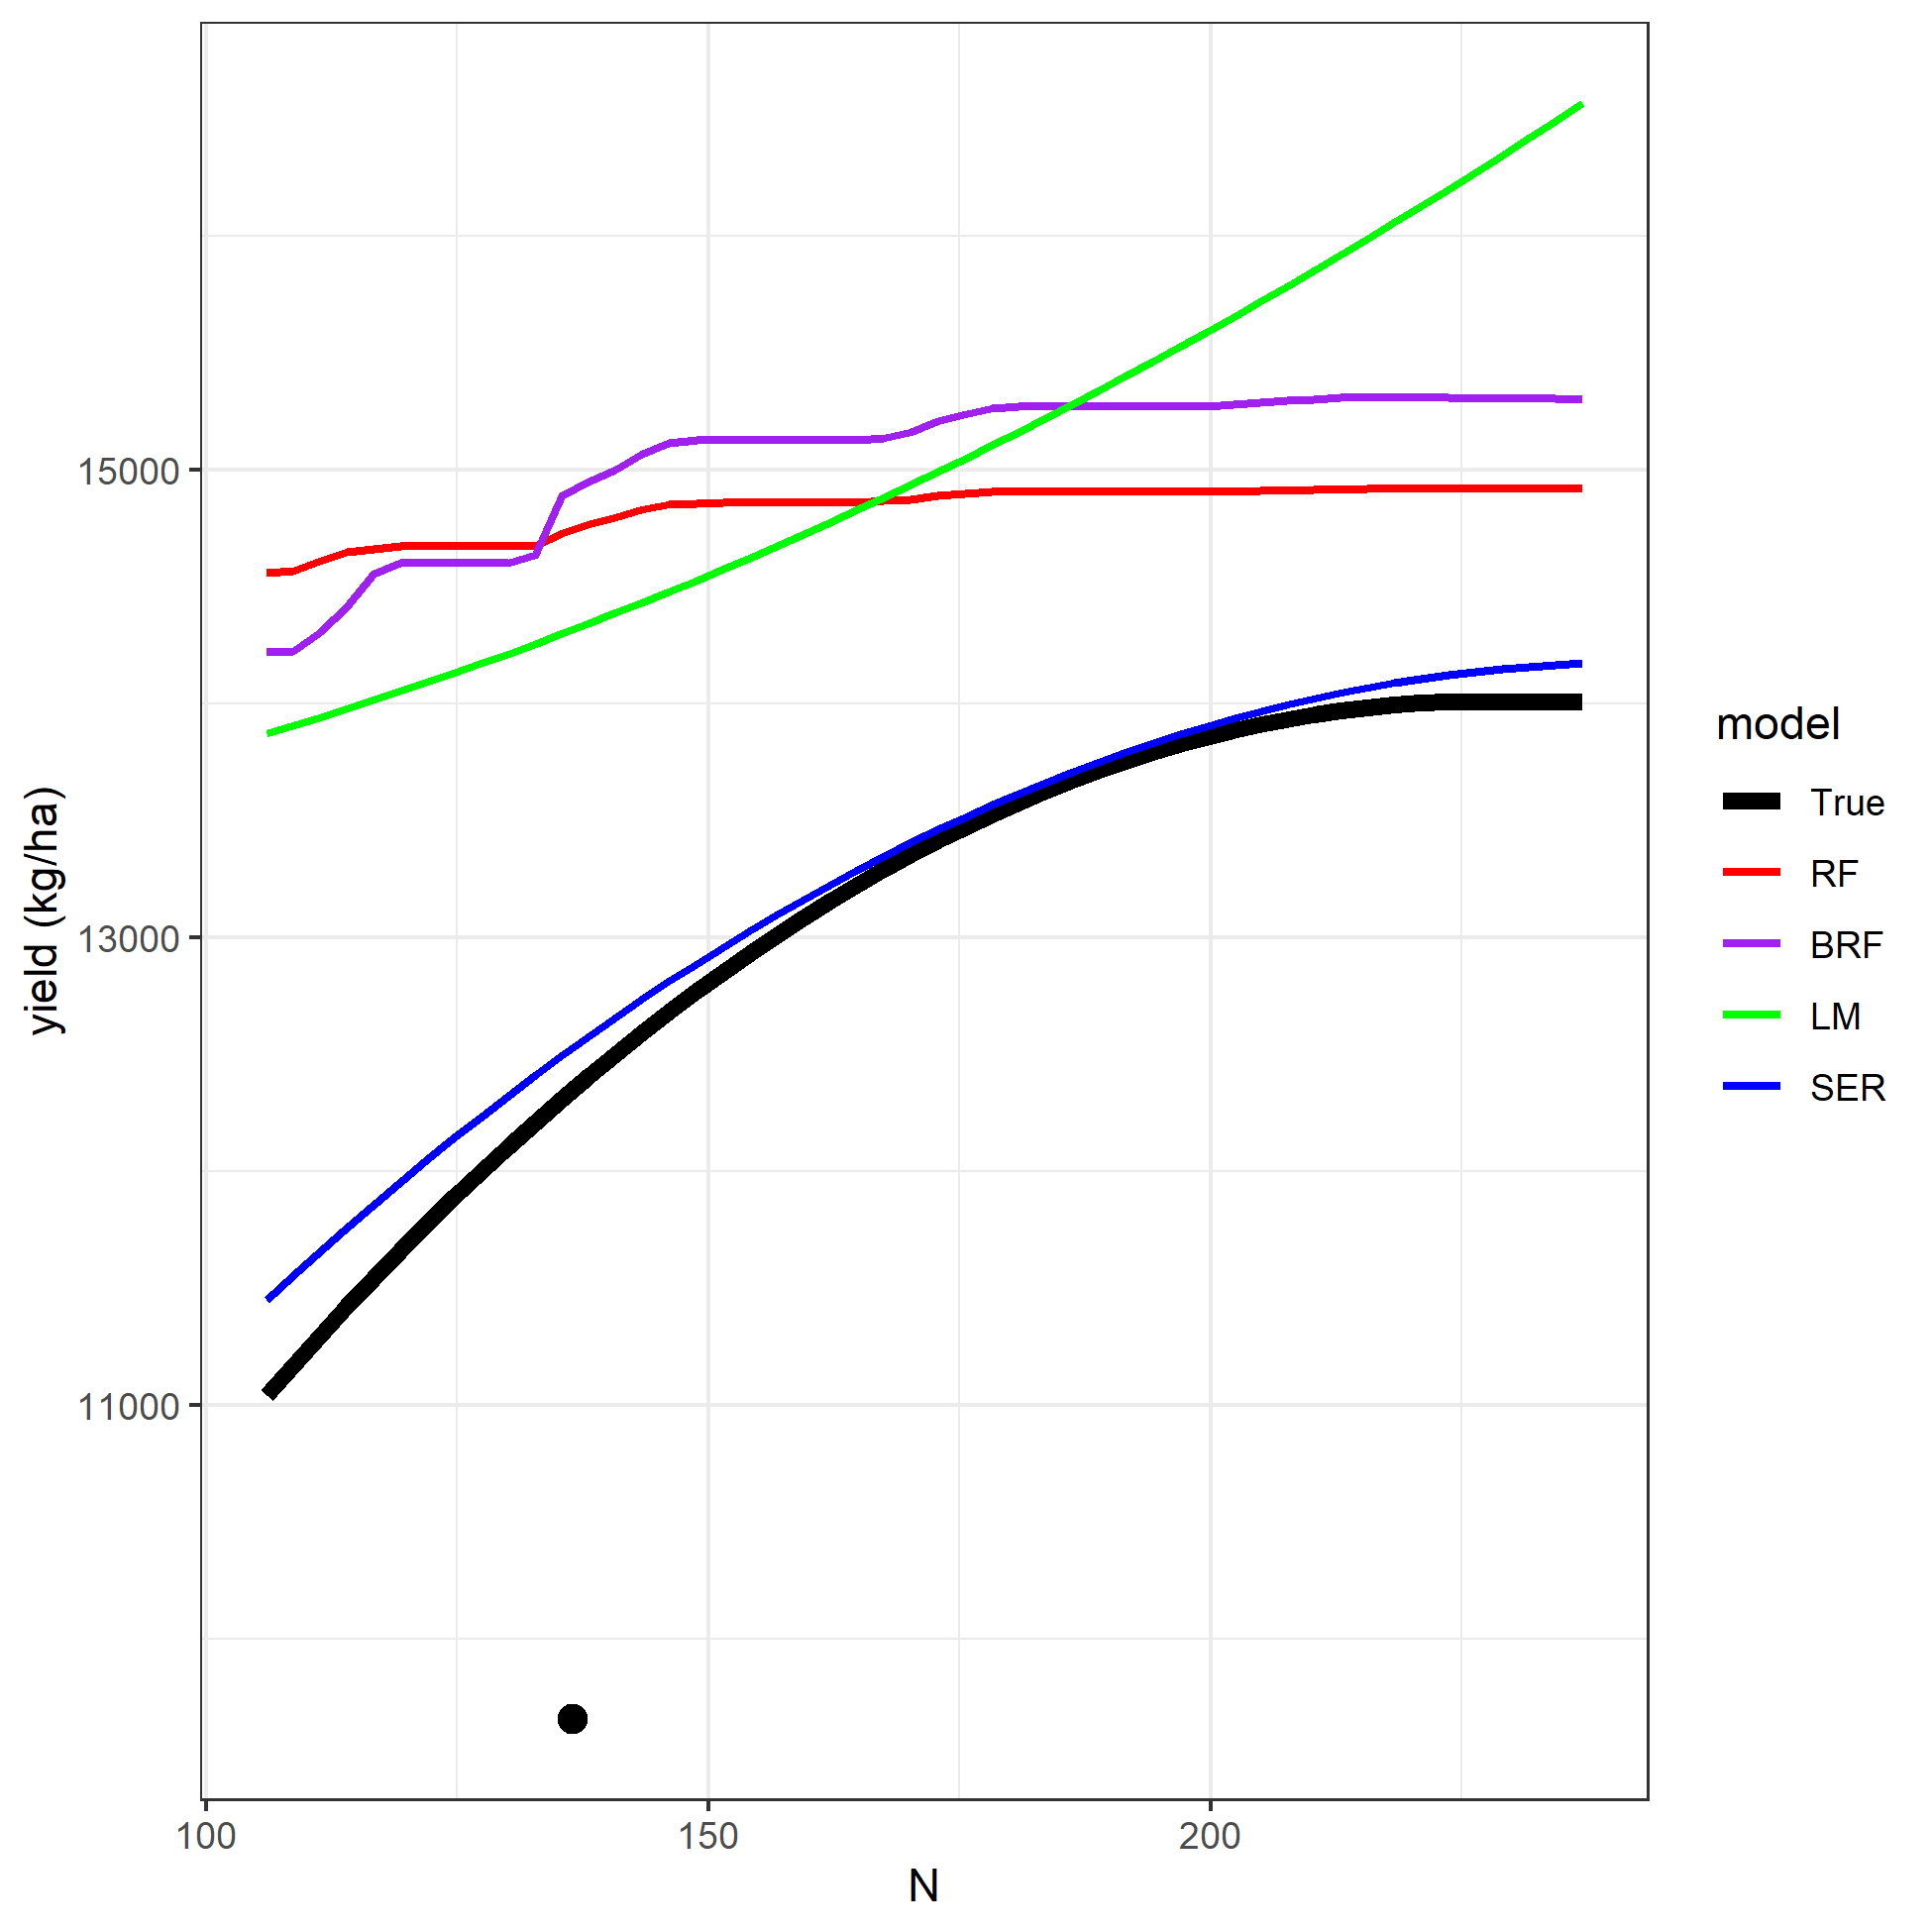 15000
13000
11000
yield (kg/ha)
100
150
200
N
model
True
RF
BRF
LM
SER